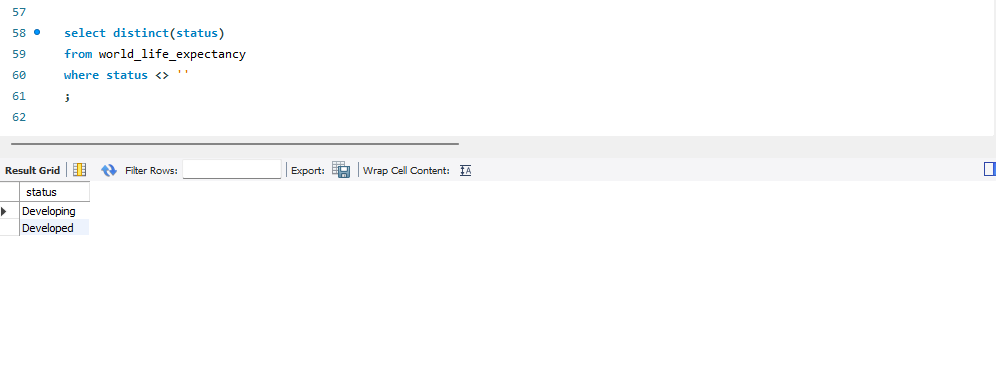 57
58 select distinct(status)
59 from world_life_expectancy
60 where status <> ''
61 ;
62
Result Grid Filter Rows: Export: Wrap Cell Content: IA
status
Developing
Developed